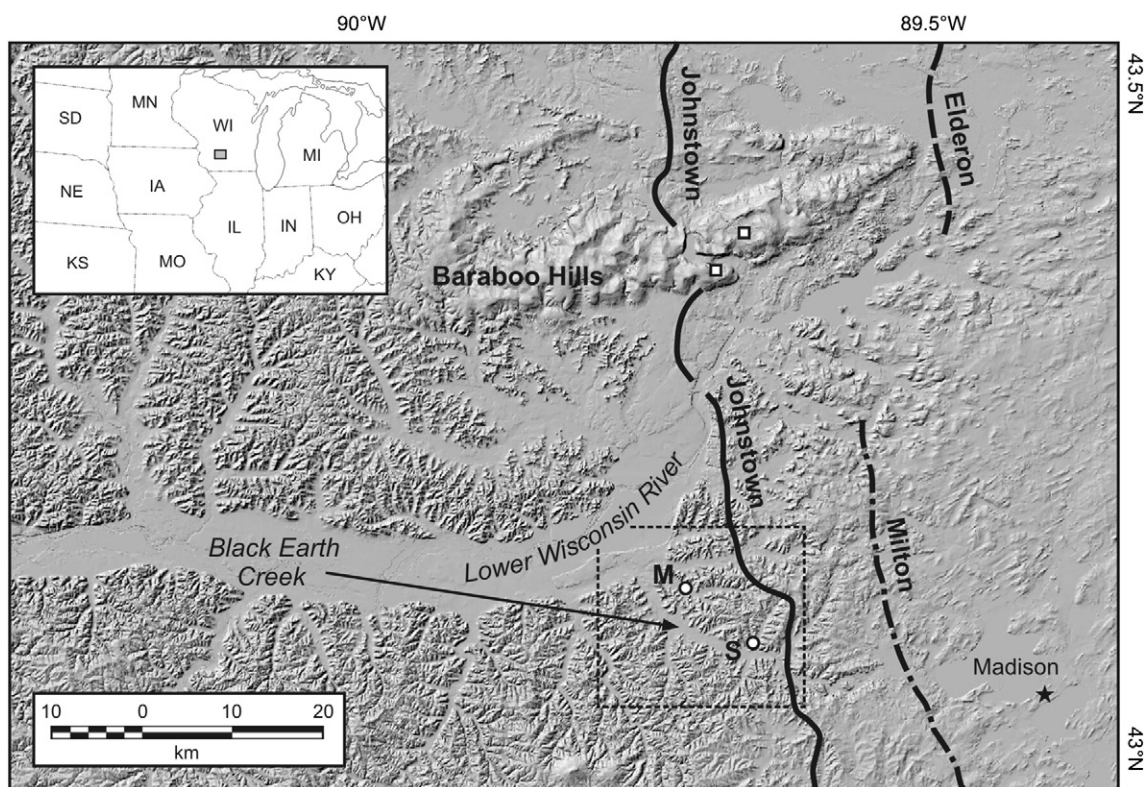 90°W
89.5°W
43.5°N
MN
SD
WI
MI
NE
IA
IL
IN
OH
KS
MO
KY
Johnstown
Elderon
Baraboo Hills
Johnstown
Lower Wisconsin River
Milton
Black Earth
Creek
M
S
Madison
10 0 10 20
km
43°N